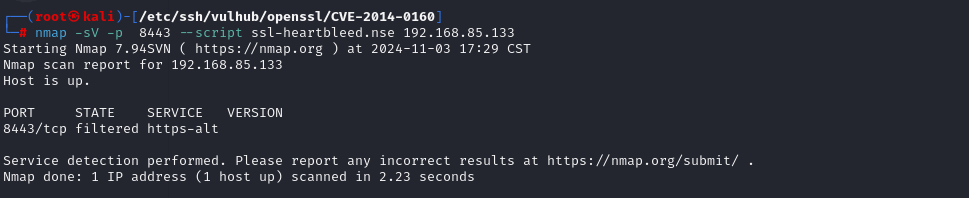 ┌──(root㉿kali)-[/etc/ssh/vulhub/openssl/CVE-2014-0160]
└─# nmap -sV -p  8443 --script ssl-heartbleed.nse 192.168.85.133
Starting Nmap 7.94SVN ( https://nmap.org ) at 2024-11-03 17:29 CST
Nmap scan report for 192.168.85.133
Host is up.
PORT     STATE    SERVICE   VERSION
8443/tcp filtered https-alt
Service detection performed. Please report any incorrect results at https://nmap.org/submit/ .
Nmap done: 1 IP address (1 host up) scanned in 2.23 seconds